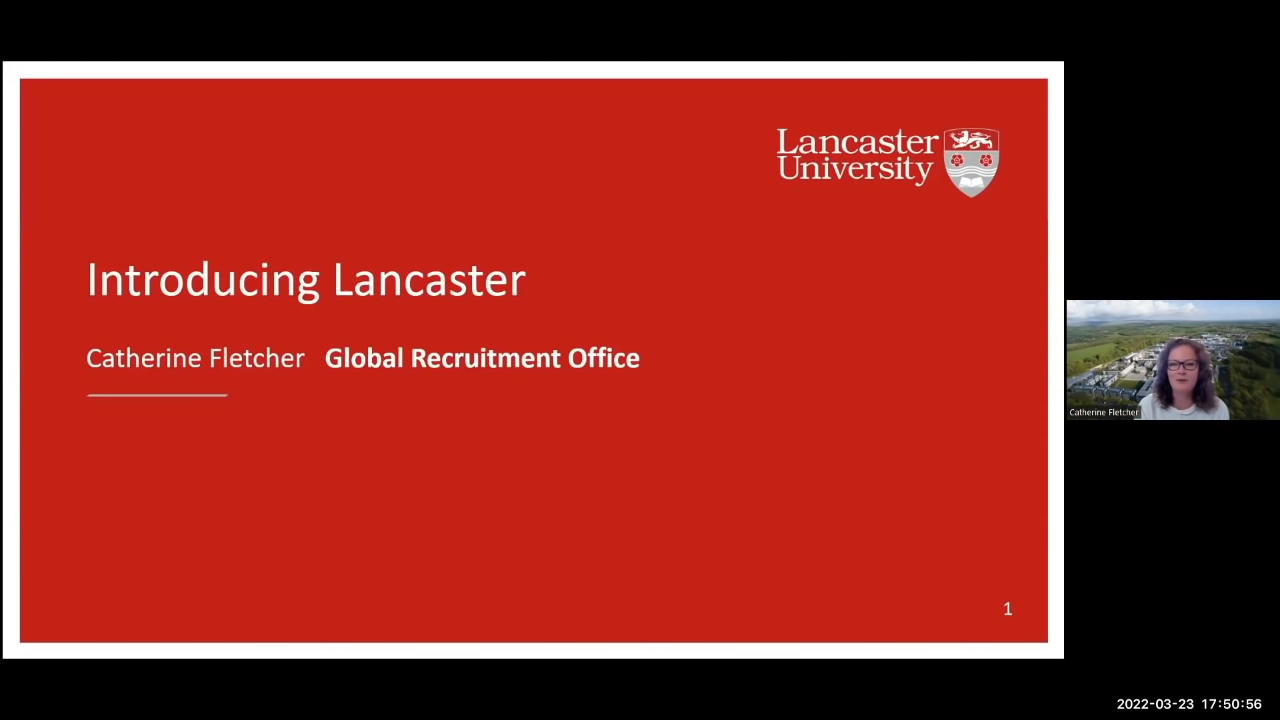 Lancaster
University
Introducing Lancaster
Catherine Fletcher Global Recruitment Office
1
Catherine Fletcher
2022-03-23 17:50:56